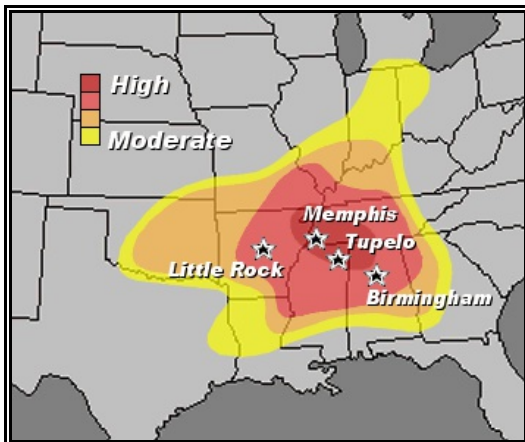 High
Moderate
Memphis
Tupelo
Little Rock
Birmingham